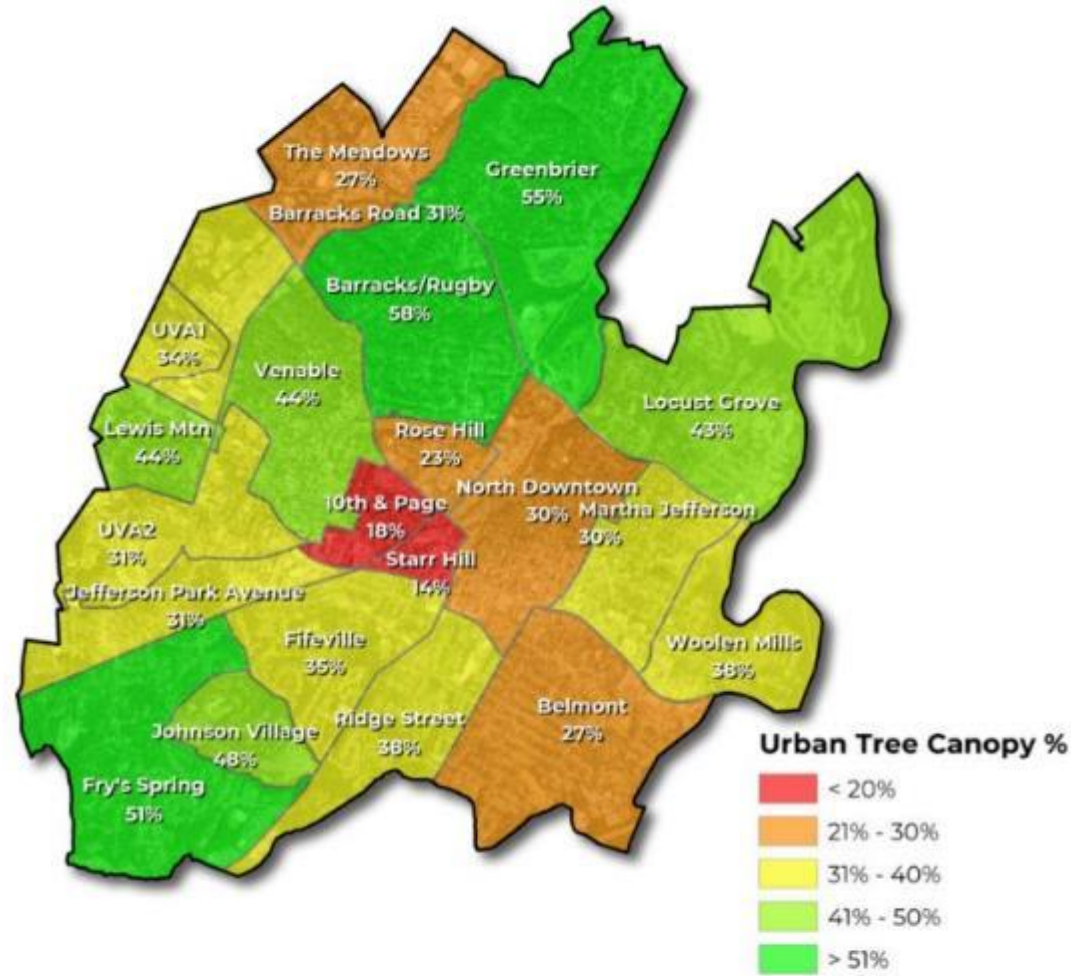 The Meadows
27%
Greenbrier
55%
Barracks Road 31%
Barracks/Rugby
58%
UVA1
34%
Venable
44%
Locust Grove
43%
Lewis Mtn
44%
Rose Hill
23%
North Downtown
30%
Martha Jefferson
30%
10th & Page
18%
UVA2
31%
Starr Hill
14%
Jefferson Park Avenue
31%
Fifeville
35%
Woolen Mills
38%
Johnson Village
48%
Ridge Street
38%
Belmont
27%
Fry's Spring
51%
Urban Tree Canopy %
< 20%
21% - 30%
31% - 40%
41% - 50%
> 51%